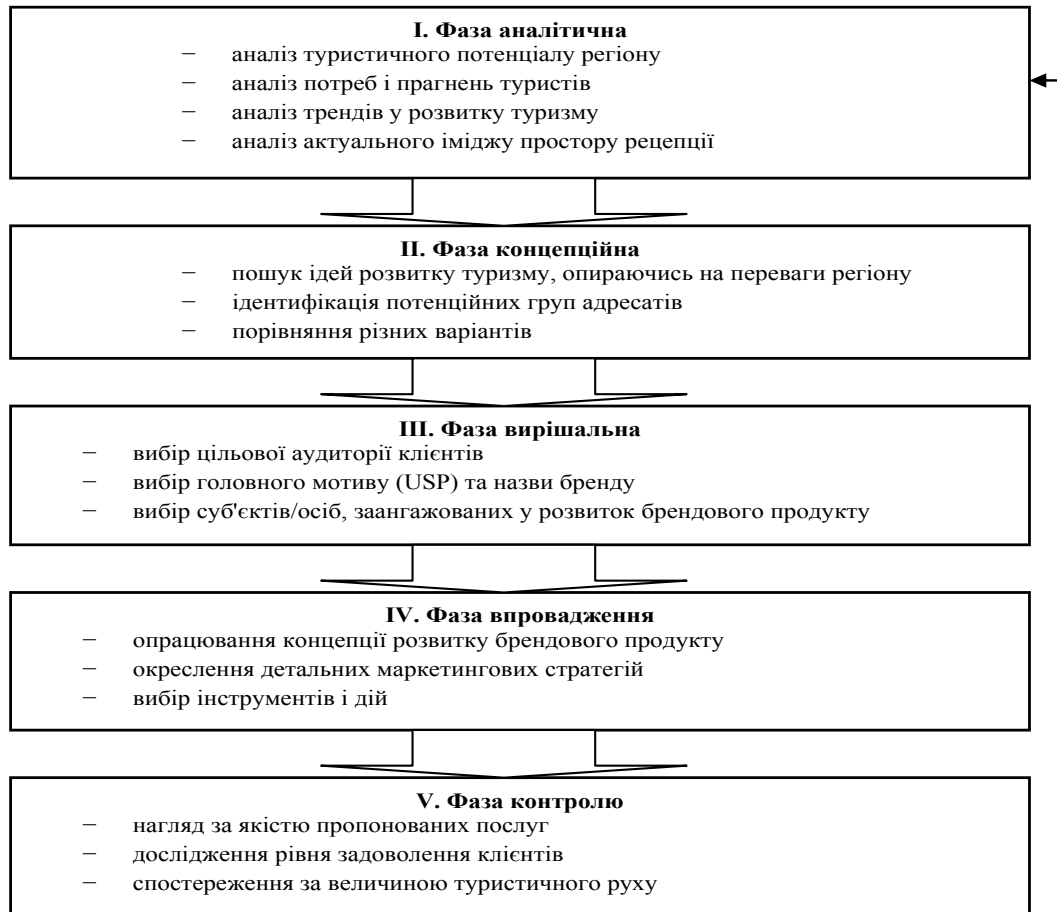 I. Фаза аналітична
− аналіз туристичного потенціалу регіону
− аналіз потреб і прагнень туристів
− аналіз трендів у розвитку туризму
− аналіз актуального іміджу простору рецепції
II. Фаза концепційна
− пошук ідей розвитку туризму, опираючись на переваги регіону
− ідентифікація потенційних груп адресатів
− порівняння різних варіантів
III. Фаза вирішальна
− вибір цільової аудиторії клієнтів
− вибір головного мотиву (USP) та назви бренду
− вибір суб'єктів/осіб, заангажованих у розвиток брендового продукту
IV. Фаза впровадження
− опрацювання концепції розвитку брендового продукту
− окреслення детальних маркетингових стратегій
− вибір інструментів і дій
V. Фаза контролю
− нагляд за якістю пропонованих послуг
− дослідження рівня задоволення клієнтів
− спостереження за величиною туристичного руху